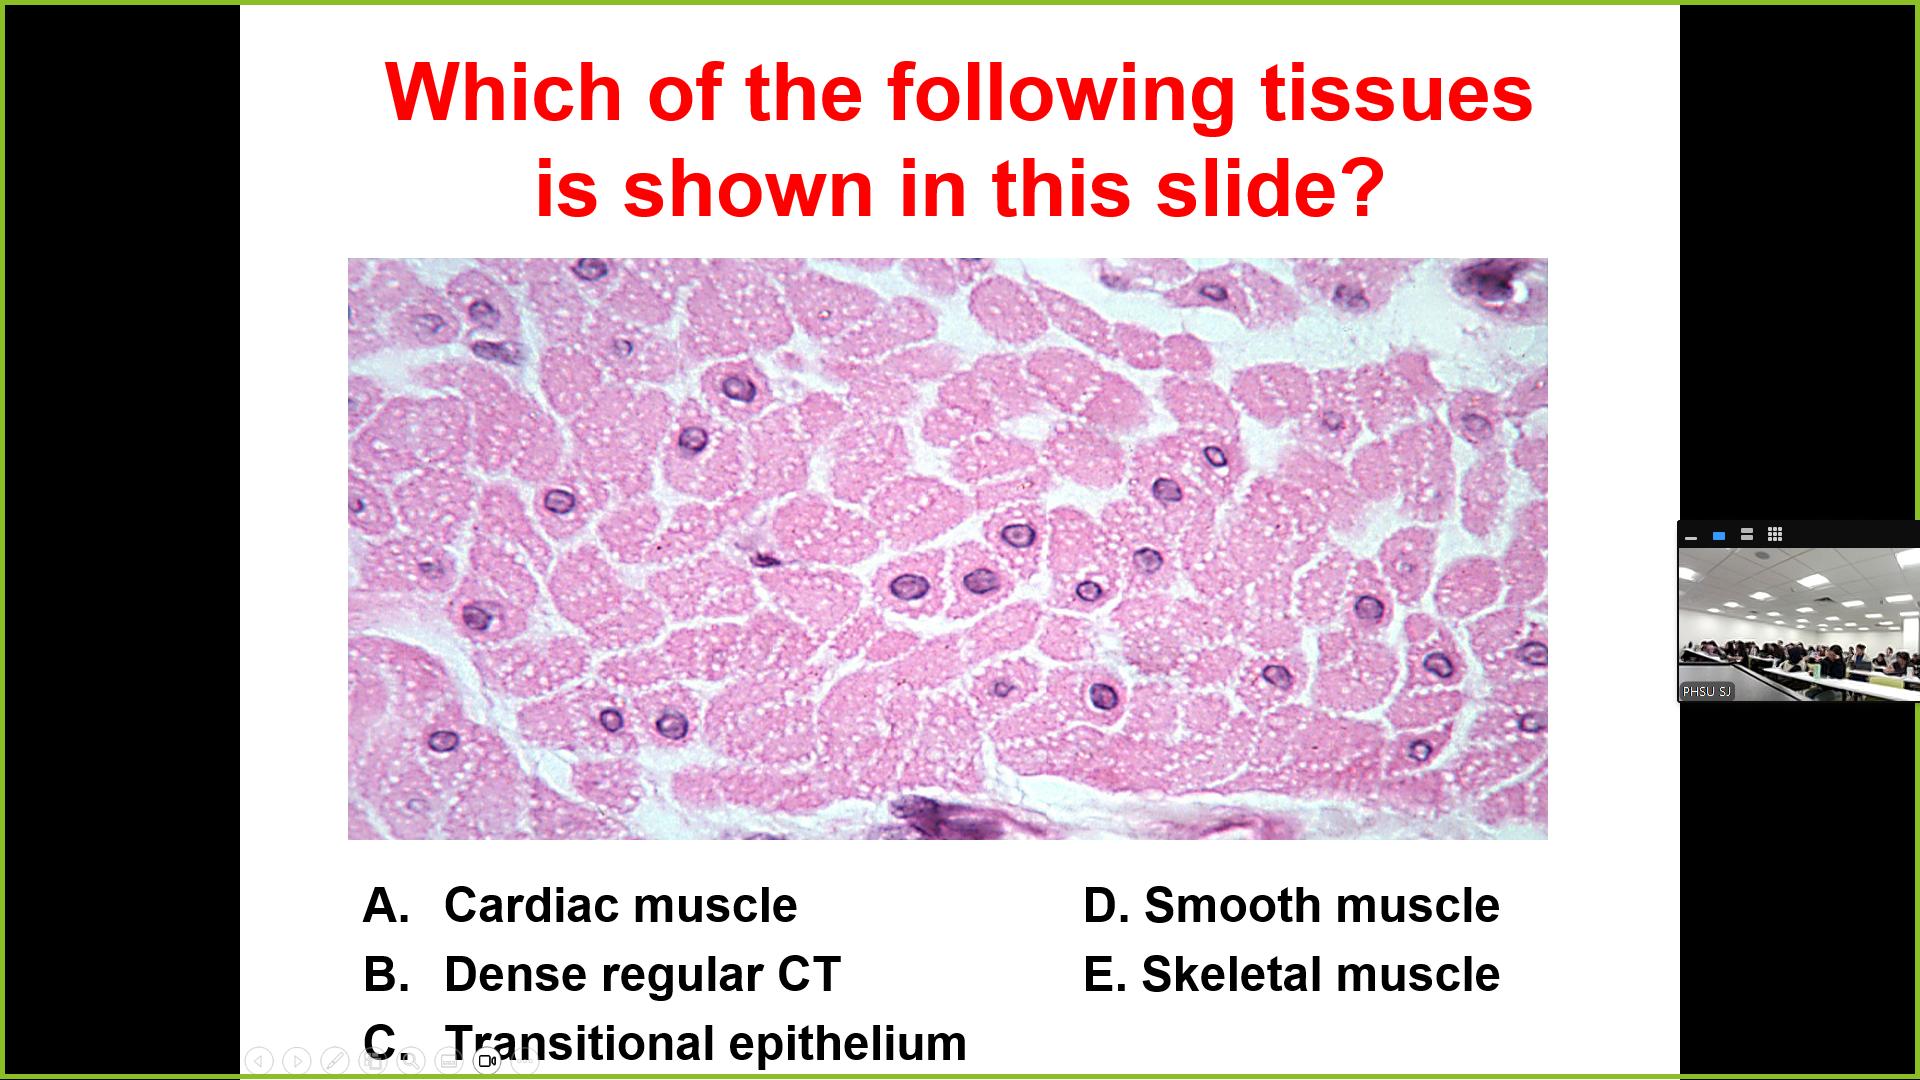 Which of the following tissues
is shown in this slide?
A. Cardiac muscle
B. Dense regular CT
C. Transitional epithelium
D. Smooth muscle
E. Skeletal muscle
PHSU SJ